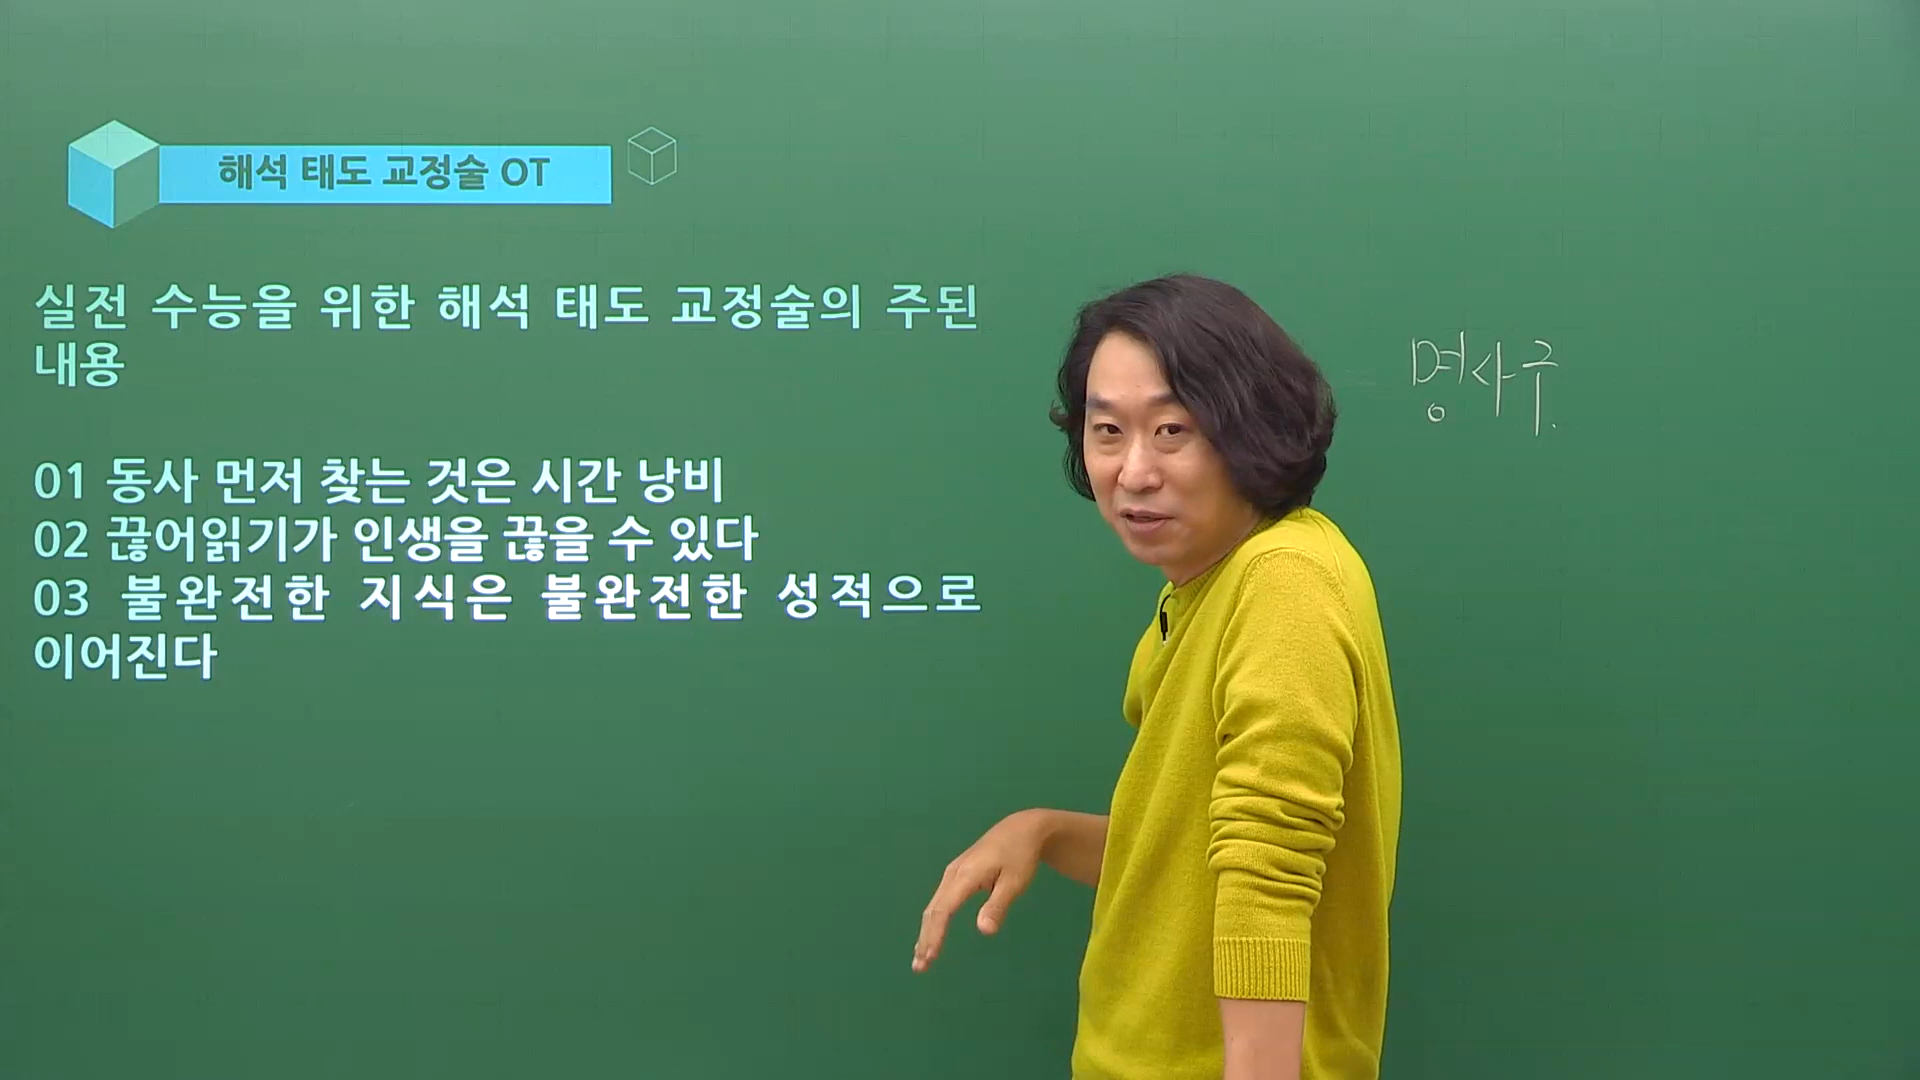 해석 태도 교정술 OT
실전 수능을 위한 해석 태도 교정술의 주된
내용
01 동사 먼저 찾는 것은 시간 낭비
02 끊어읽기가 인생을 끊을 수 있다
03 불완전한 지식은 불완전한 성적으로
이어진다
명사구.